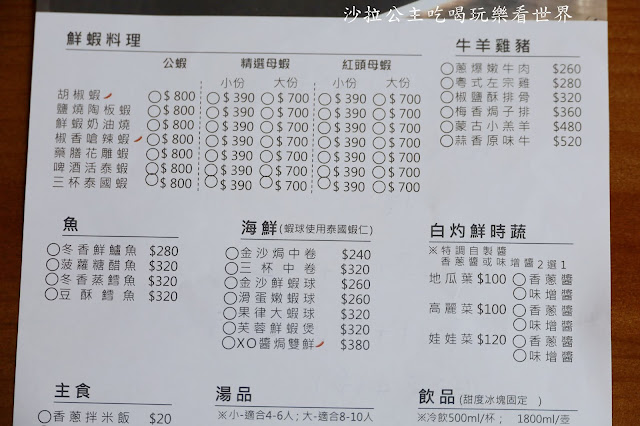 沙拉公主吃喝玩樂看世界
鮮蝦料理
公蝦 精選母蝦 紅頭母蝦
小份 大份 小份 大份
胡椒蝦 ○$800 ○$390 ○$700 ○$390 ○$700
鹽燒陶板蝦 ○$800 ○$390 ○$700 ○$390 ○$700
鮮蝦奶油燒 ○$800 ○$390 ○$700 ○$390 ○$700
椒香嗆辣蝦 ○$800 ○$390 ○$700 ○$390 ○$700
藥膳花雕蝦 ○$800 ○$390 ○$700 ○$390 ○$700
啤酒活泰蝦 ○$800 ○$390 ○$700 ○$390 ○$700
三杯泰國蝦 ○$800 ○$390 ○$700 ○$390 ○$700
牛羊雞豬
○蔥爆嫩牛肉 $260
○粵式左宗雞 $280
○椒鹽酥排骨 $320
○梅香焗子排 $360
○蒙古小羔羊 $480
○蒜香原味牛 $520
魚
○冬香鮮鱸魚 $280
○菠蘿糖醋魚 $320
○冬香蒸鱈魚 $320
○豆酥鱈魚 $320
海鮮(蝦球使用泰國蝦仁)
○金沙焗中卷 $240
○三杯中卷 $320
○金沙鮮蝦球 $260
○滑蛋嫩蝦球 $260
○果律大蝦球 $320
○芙蓉鮮蝦煲 $320
○XO醬焗雙鮮 $380
白灼鮮時蔬
※特調自製醬
香蔥醬或味增醬2選1
地瓜葉 $100 ○香蔥醬
○味增醬
高麗菜 $100 ○香蔥醬
○味增醬
娃娃菜 $120 ○香蔥醬
○味增醬
主食
○香蔥拌米飯 $20
湯品
※小-適合4-6人；大-適合8-10人
飲品(甜度冰塊固定)
※冷飲500ml/杯； 1800ml/壺